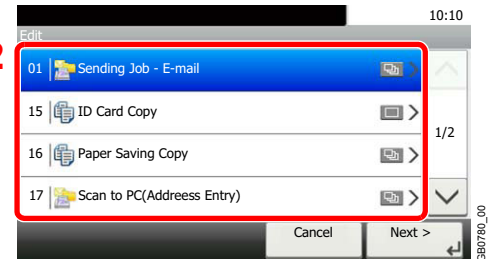 10:10
Edit
2
01 Sending Job - E-mail
15 ID Card Copy
1/2
16 Paper Saving Copy
17 Scan to PC(Addreess Entry)
Cancel Next >
GB0780_00